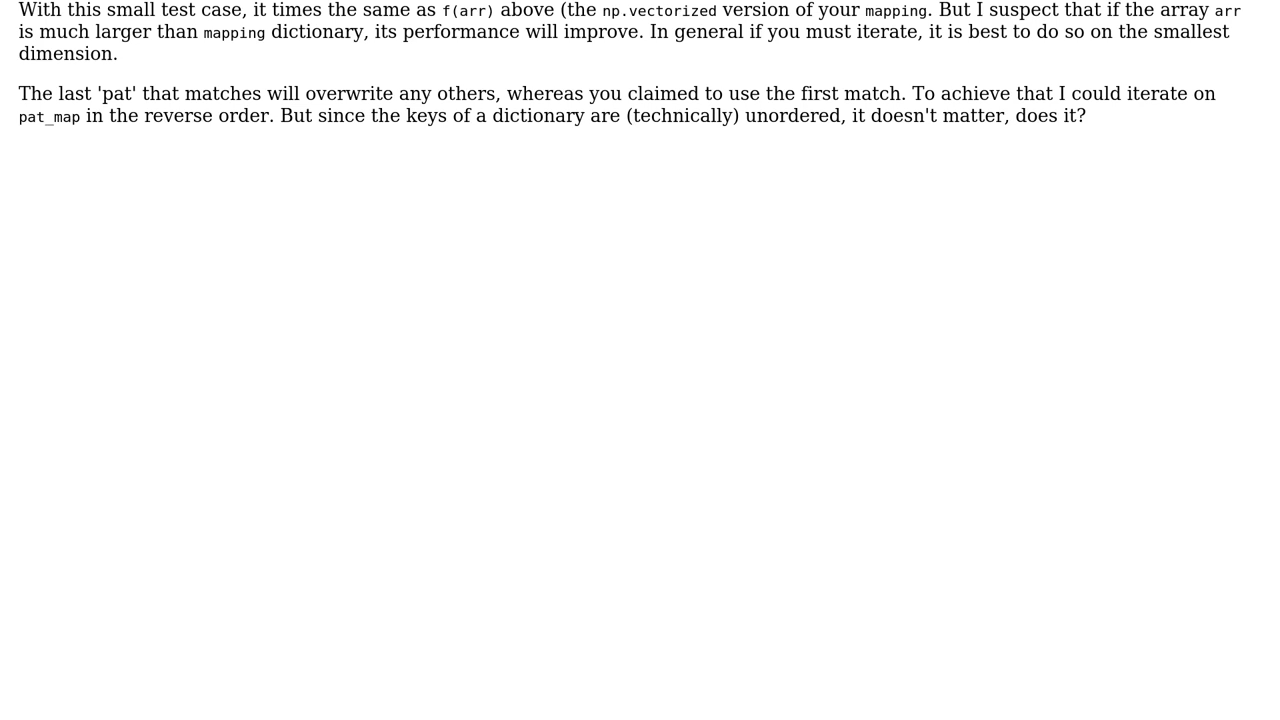 With this small test case, it times the same as f(arr) above (the np.vectorized version of your mapping. But I suspect that if the array arr
is much larger than mapping dictionary, its performance will improve. In general if you must iterate, it is best to do so on the smallest
dimension.
The last 'pat' that matches will overwrite any others, whereas you claimed to use the first match. To achieve that I could iterate on
pat_map in the reverse order. But since the keys of a dictionary are (technically) unordered, it doesn't matter, does it?